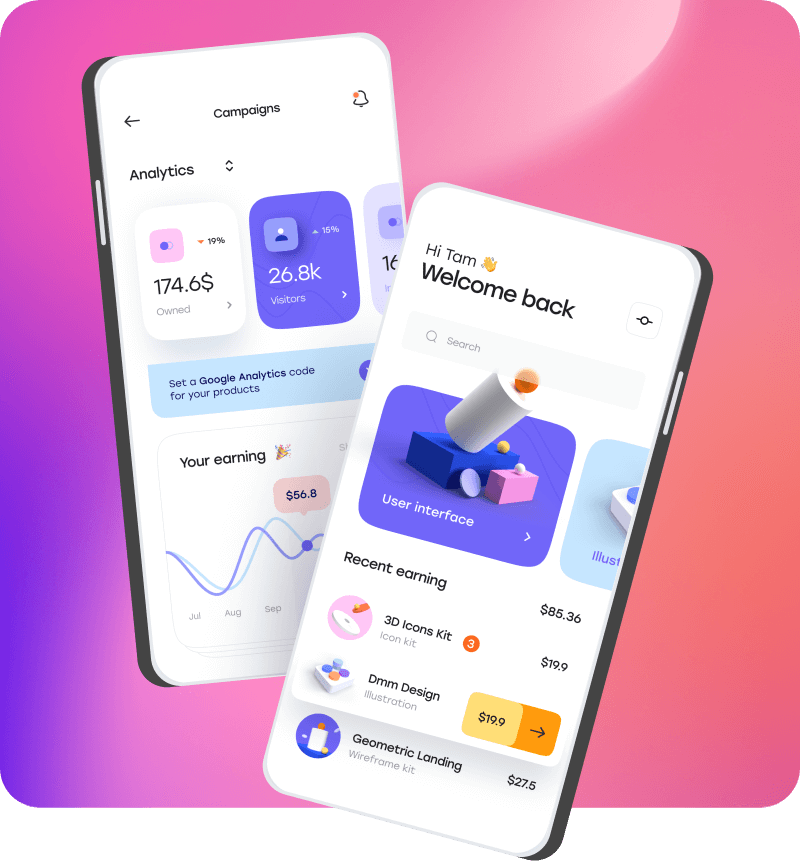 Campaigns
Analytics
19%
174.6$
Owned
15%
26.8k
Visitors
Set a Google Analytics code
for your products
Your earning
$56.8
Jul
Aug
Sep
Hi Tam 👋
Welcome back
Search
User interface
Recent earning
$85.36
3D Icons Kit
3
Icon kit
$19.9
Dmm Design
Illustration
$19.9
Geometric Landing
Wireframe kit
$27.5